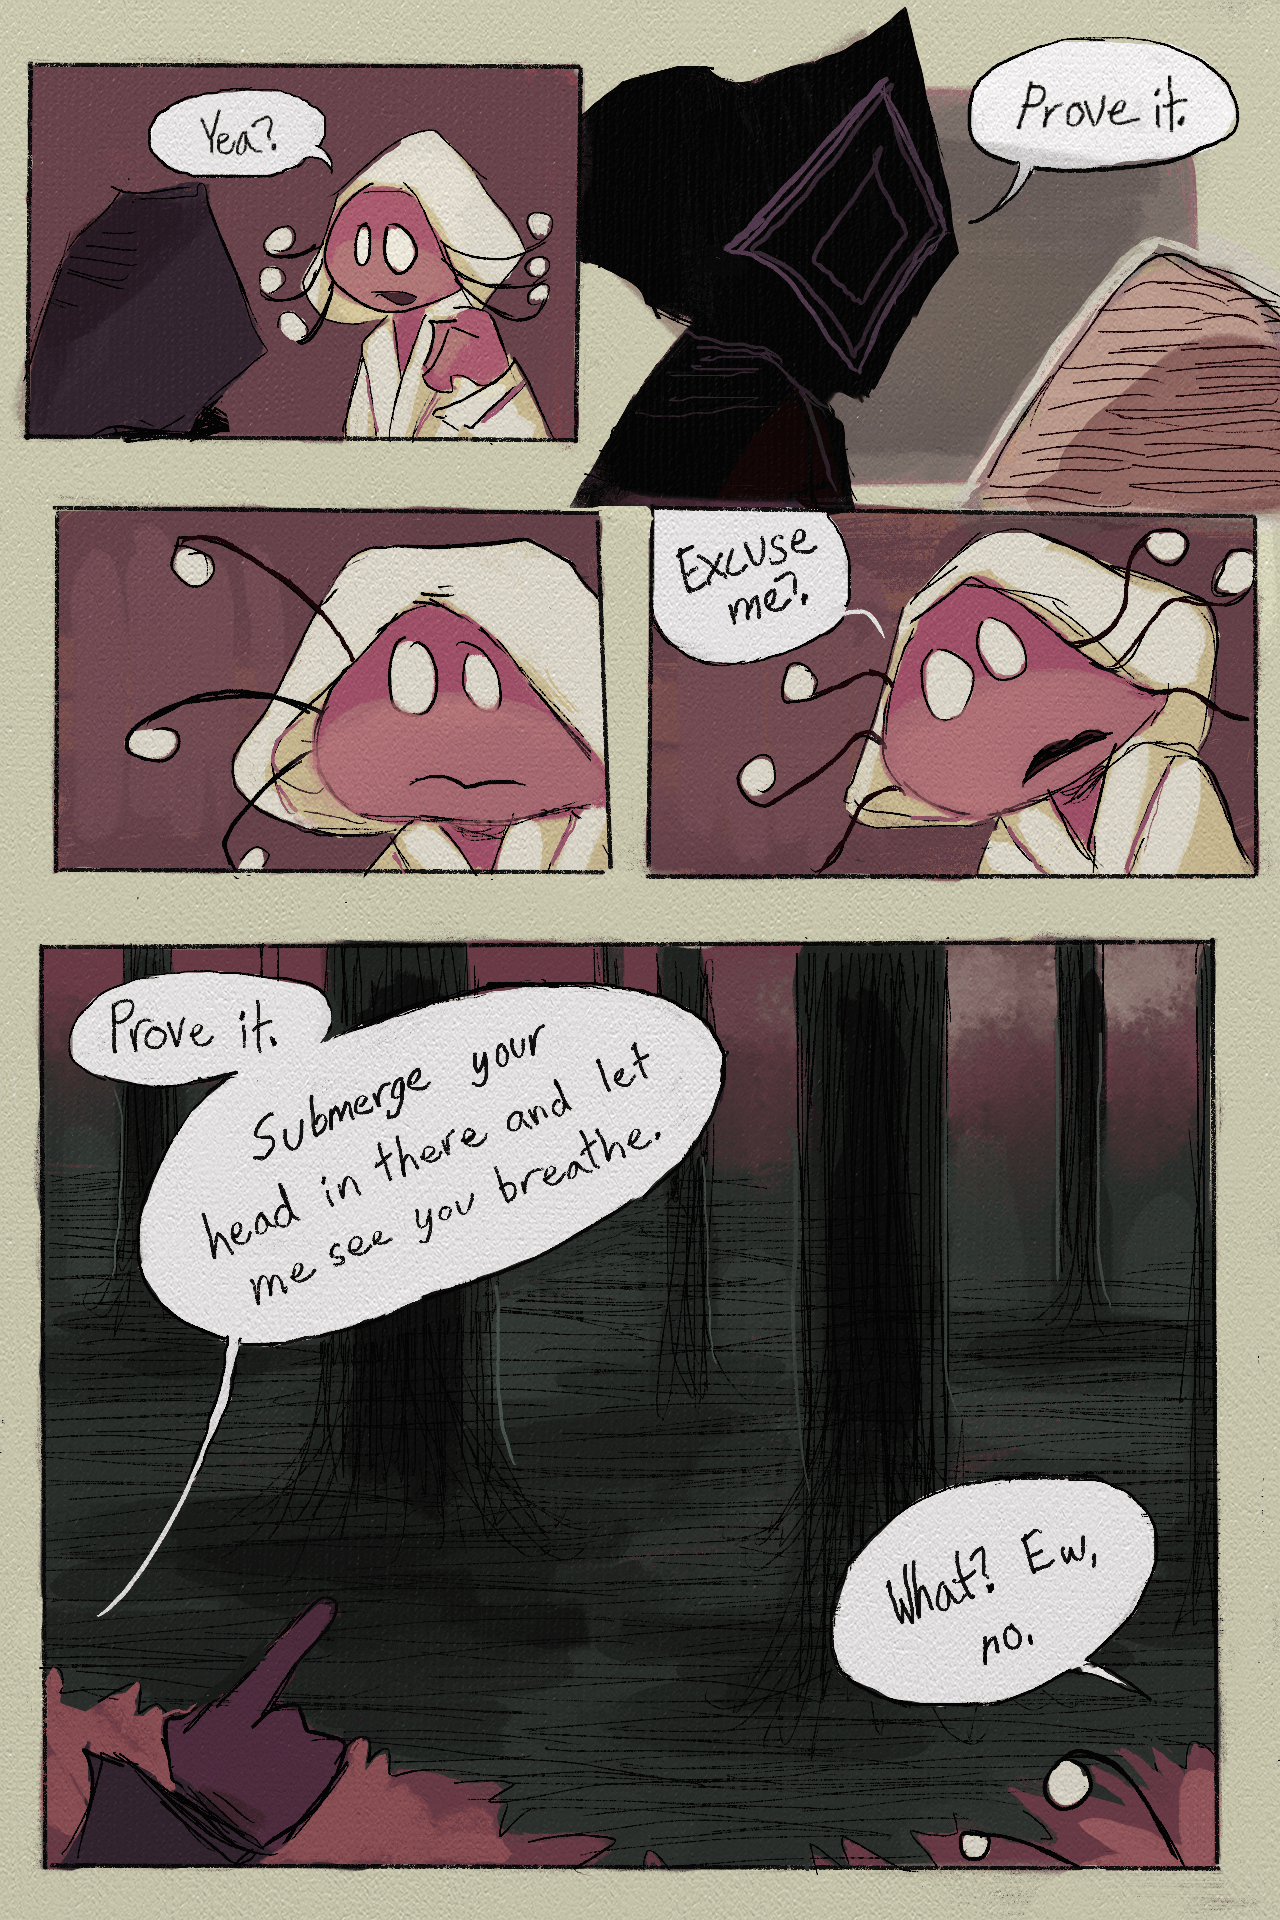 Yea?
Prove it.
Excuse
me?
Prove it.
Submerge your
head in there and let
me see you breathe.
What? Ew,
no.